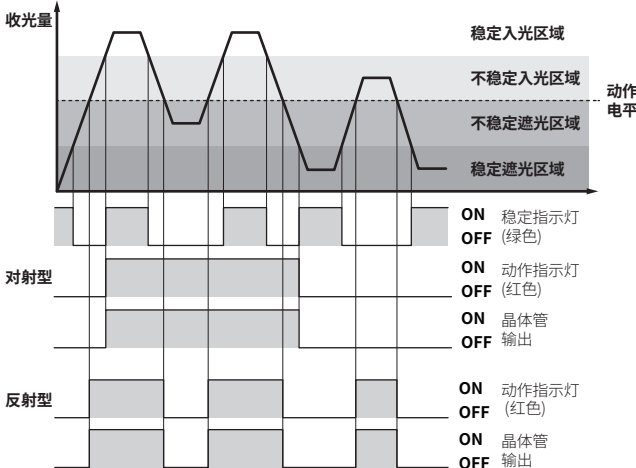 收光量
稳定入光区域
不稳定入光区域
动作
电平
不稳定遮光区域
稳定遮光区域
ON 稳定指示灯
OFF (绿色)
对射型
ON 动作指示灯
OFF (红色)
ON 晶体管
OFF 输出
反射型
ON 动作指示灯
OFF (红色)
ON 晶体管
OFF 输出